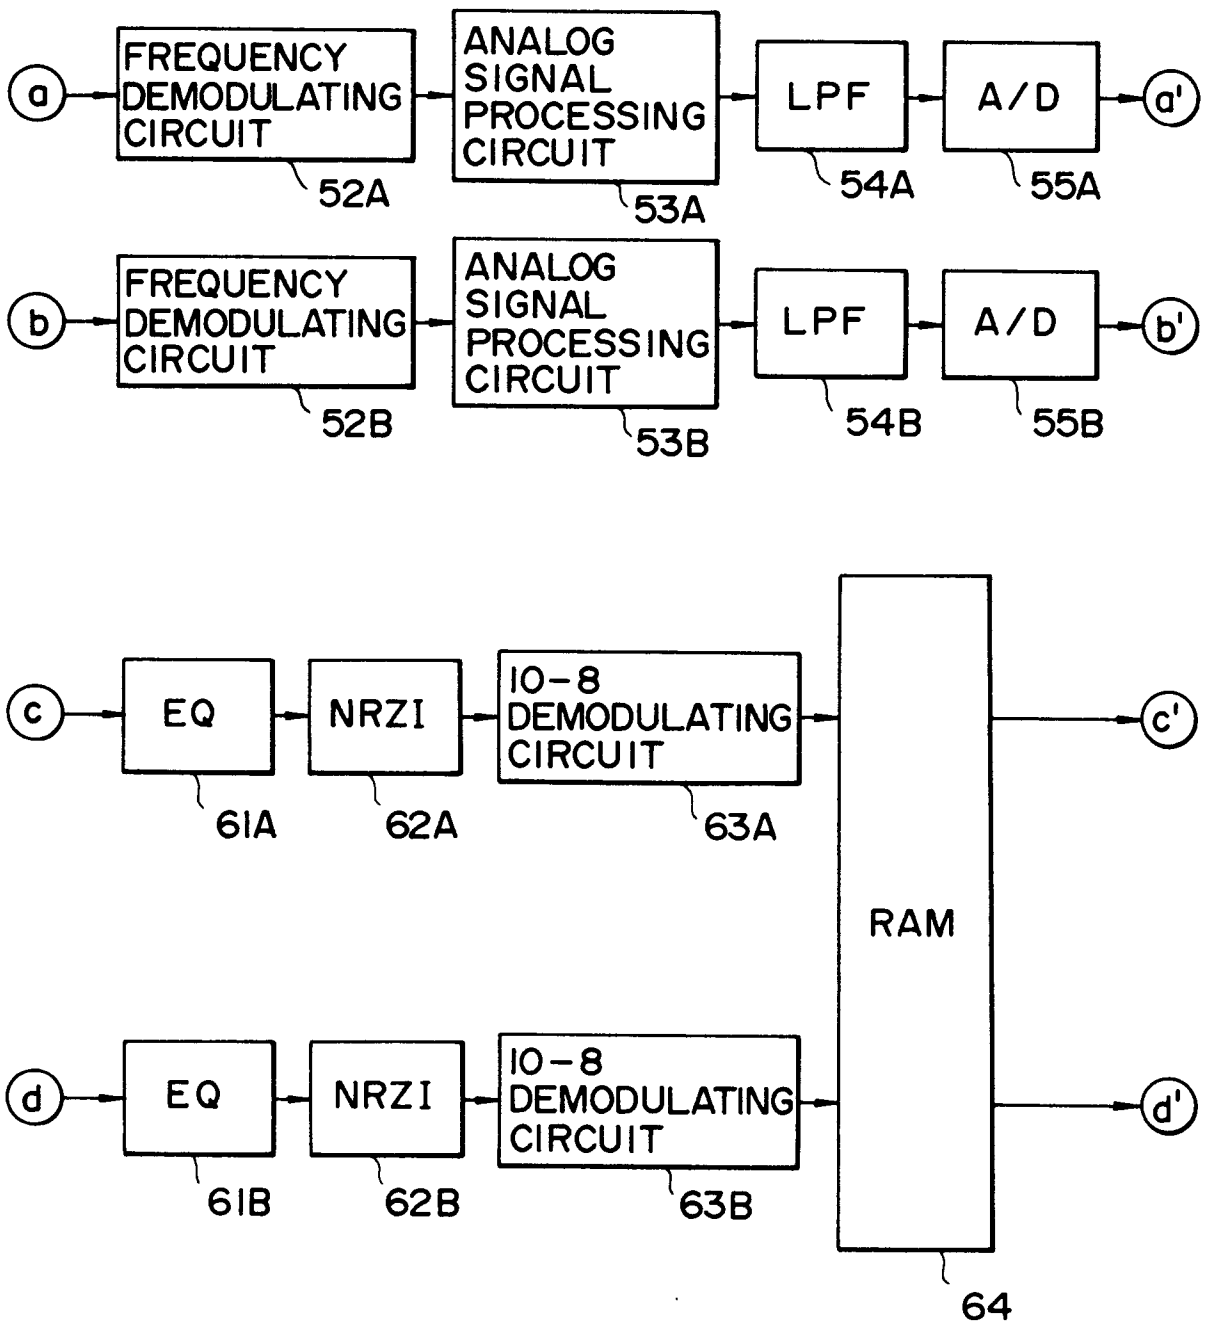 a
FREQUENCY
DEMODULATING
CIRCUIT
52A
ANALOG
SIGNAL
PROCESSING
CIRCUIT
53A
LPF
54A
A/D
55A
a'
b
FREQUENCY
DEMODULATING
CIRCUIT
52B
ANALOG
SIGNAL
PROCESSING
CIRCUIT
53B
LPF
54B
A/D
55B
b'
c
EQ
61A
NRZI
62A
10-8
DEMODULATING
CIRCUIT
63A
c'
RAM
64
d
EQ
61B
NRZI
62B
10-8
DEMODULATING
CIRCUIT
63B
d'